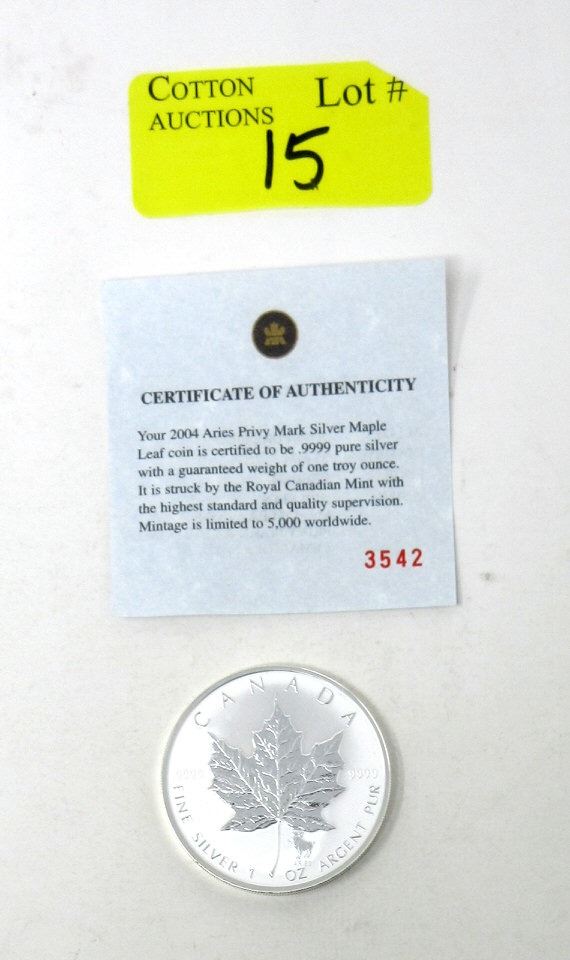 COTTON
AUCTIONS
Lot #
15
CERTIFICATE OF AUTHENTICITY
Your 2004 Aries Privy Mark Silver Maple
Leaf coin is certified to be .9999 pure silver
with a guaranteed weight of one troy ounce.
It is struck by the Royal Canadian Mint with
the highest standard and quality supervision.
Mintage is limited to 5,000 worldwide.
3542
CANADA
9999 9999
FINE SILVER 1 OZ ARGENT PUR